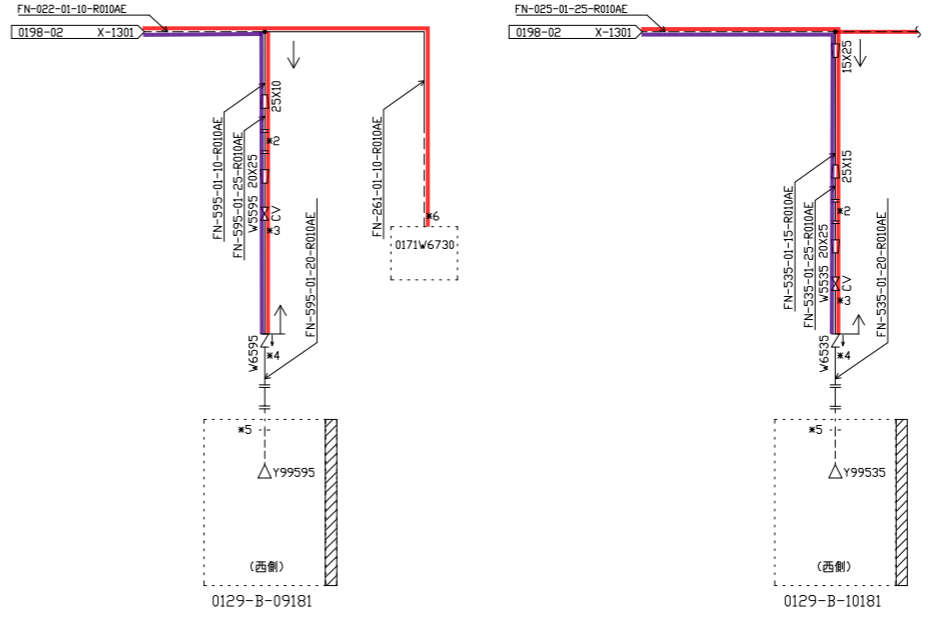 FN-022-01-10-R010AE
0198-02 X-1301
25X10
FN-595-01-10-R010AE
FN-595-01-25-R010AE
*2
W5595 20X25
CV
*3
FN-595-01-20-R010AE
W6595
*4
*5
Y99595
(西側)
0129-B-09181
FN-261-01-10-R010AE
*6
0171W6730
FN-025-01-25-R010AE
0198-02 X-1301
15X25
25X15
FN-535-01-15-R010AE
FN-535-01-25-R010AE
*2
W5535 20X25
CV
*3
FN-535-01-20-R010AE
W6535
*4
*5
Y99535
(西側)
0129-B-10181